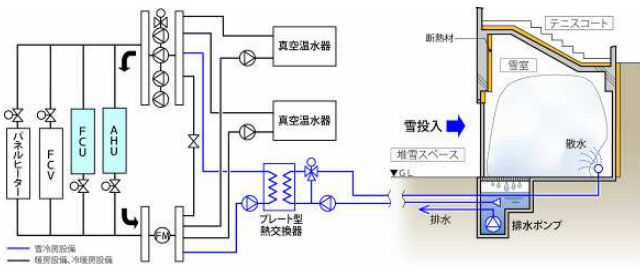 真空温水器
真空温水器
パネルヒーター
FCV
FCU
AHU
FM
プレート型
熱交換器
雪冷房設備
暖房設備、冷暖房設備
テニスコート
断熱材
雪室
雪投入
散水
堆雪スペース
▼GL
排水
排水ポンプ